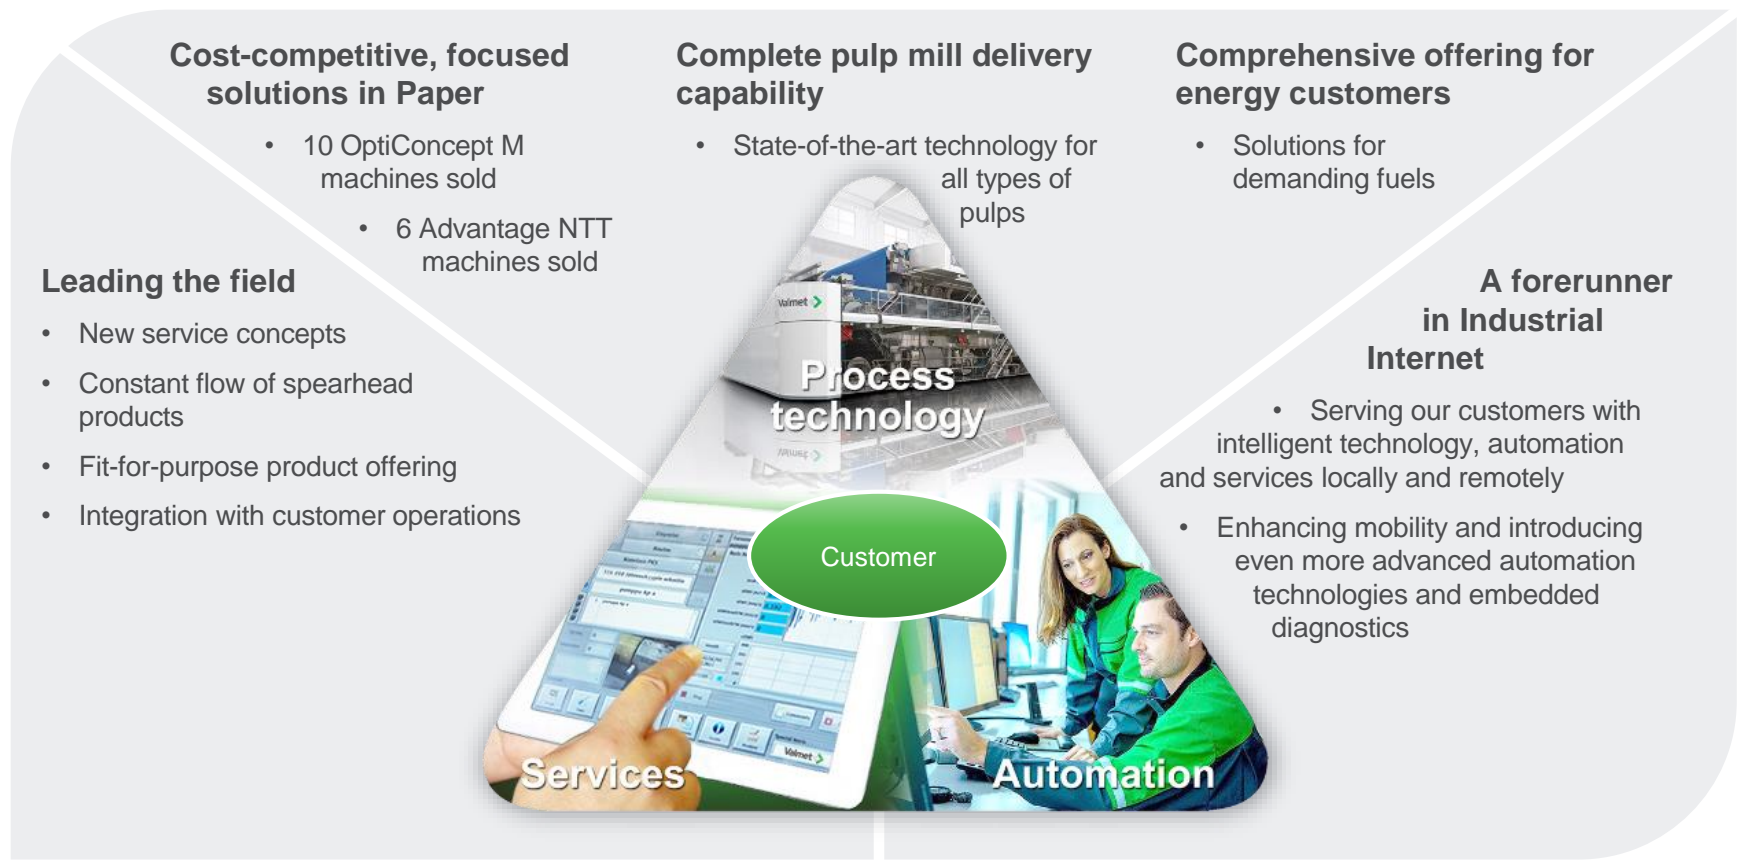 Cost-competitive, focused
solutions in Paper
• 10 OptiConcept M
machines sold
• 6 Advantage NTT
machines sold
Complete pulp mill delivery
capability
• State-of-the-art technology for
all types of
pulps
Comprehensive offering for
energy customers
• Solutions for
demanding fuels
Leading the field
• New service concepts
• Constant flow of spearhead
products
• Fit-for-purpose product offering
• Integration with customer operations
A forerunner
in Industrial
Internet
• Serving our customers with
intelligent technology, automation
and services locally and remotely
• Enhancing mobility and introducing
even more advanced automation
technologies and embedded
diagnostics
Valmet
Process
technology
Customer
Valmet
Services
Automation